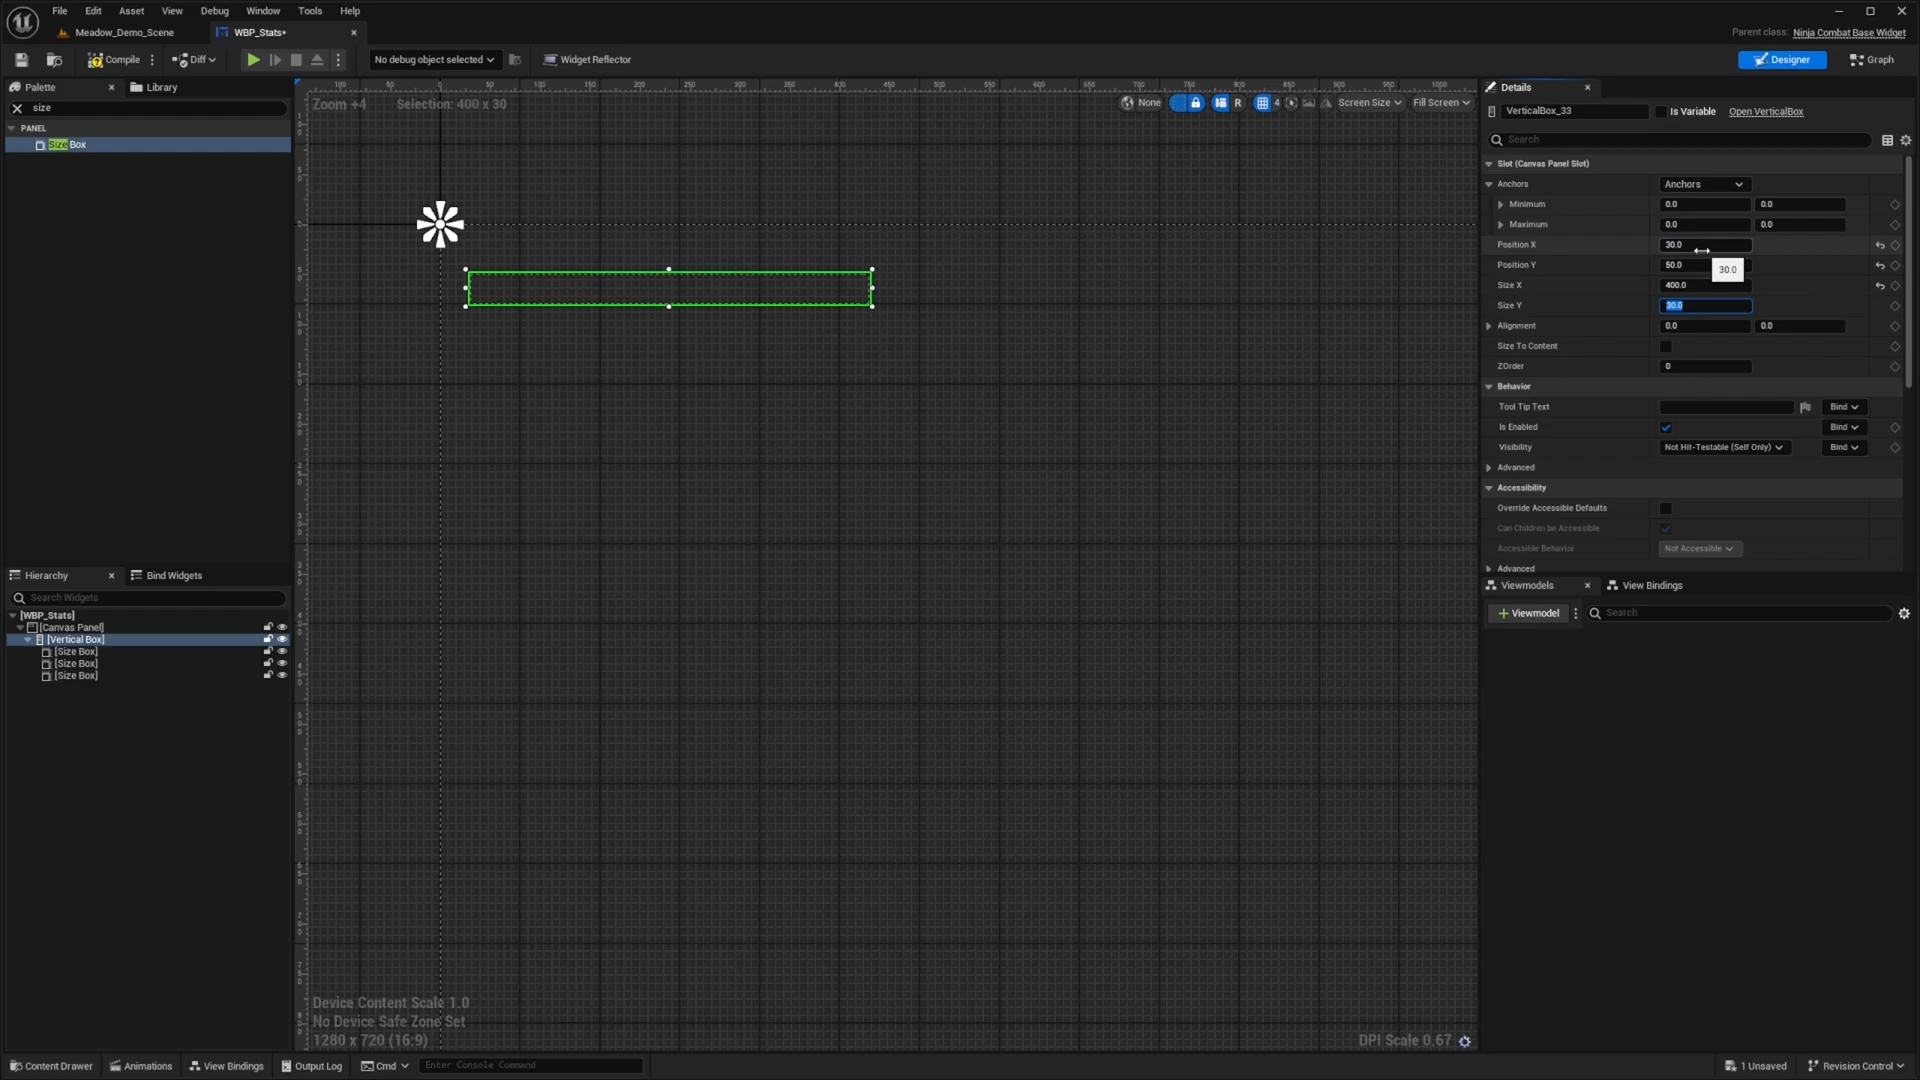 File Edit Asset View Debug Window Tools Help
Meadow_Demo_Scene
WBP_Stats•
Parent class: Ninja Combat Base Widget
Compile
Diff
No debug object selected
Widget Reflector
Designer
Graph
Palette
Library
size
PANEL
Size Box
Zoom +4
Selection: 400 x 30
None
R
4
Screen Size
Fill Screen
Hierarchy
Bind Widgets
Search Widgets
[WBP_Stats]
[Canvas Panel]
[Vertical Box]
[Size Box]
[Size Box]
[Size Box]
Device Content Scale 1.0
No Device Safe Zone Set
1280 x 720 (16:9)
DPI Scale 0.67
Details
VerticalBox_33
Is Variable
Open VerticalBox
Search
Slot (Canvas Panel Slot)
Anchors Anchors
Minimum 0.0 0.0
Maximum 0.0 0.0
Position X 30.0
Position Y 50.0
30.0
Size X 400.0
Size Y 30.0
Alignment 0.0 0.0
Size To Content
ZOrder 0
Behavior
Tool Tip Text Bind
Is Enabled Bind
Visibility Not Hit-Testable (Self Only) Bind
Advanced
Accessibility
Override Accessible Defaults
Can Children be Accessible
Accessible Behavior Not Accessible
Advanced
Viewmodels
View Bindings
+ Viewmodel
Search
Content Drawer
Animations
View Bindings
Output Log
Cmd
Enter Console Command
1 Unsaved
Revision Control